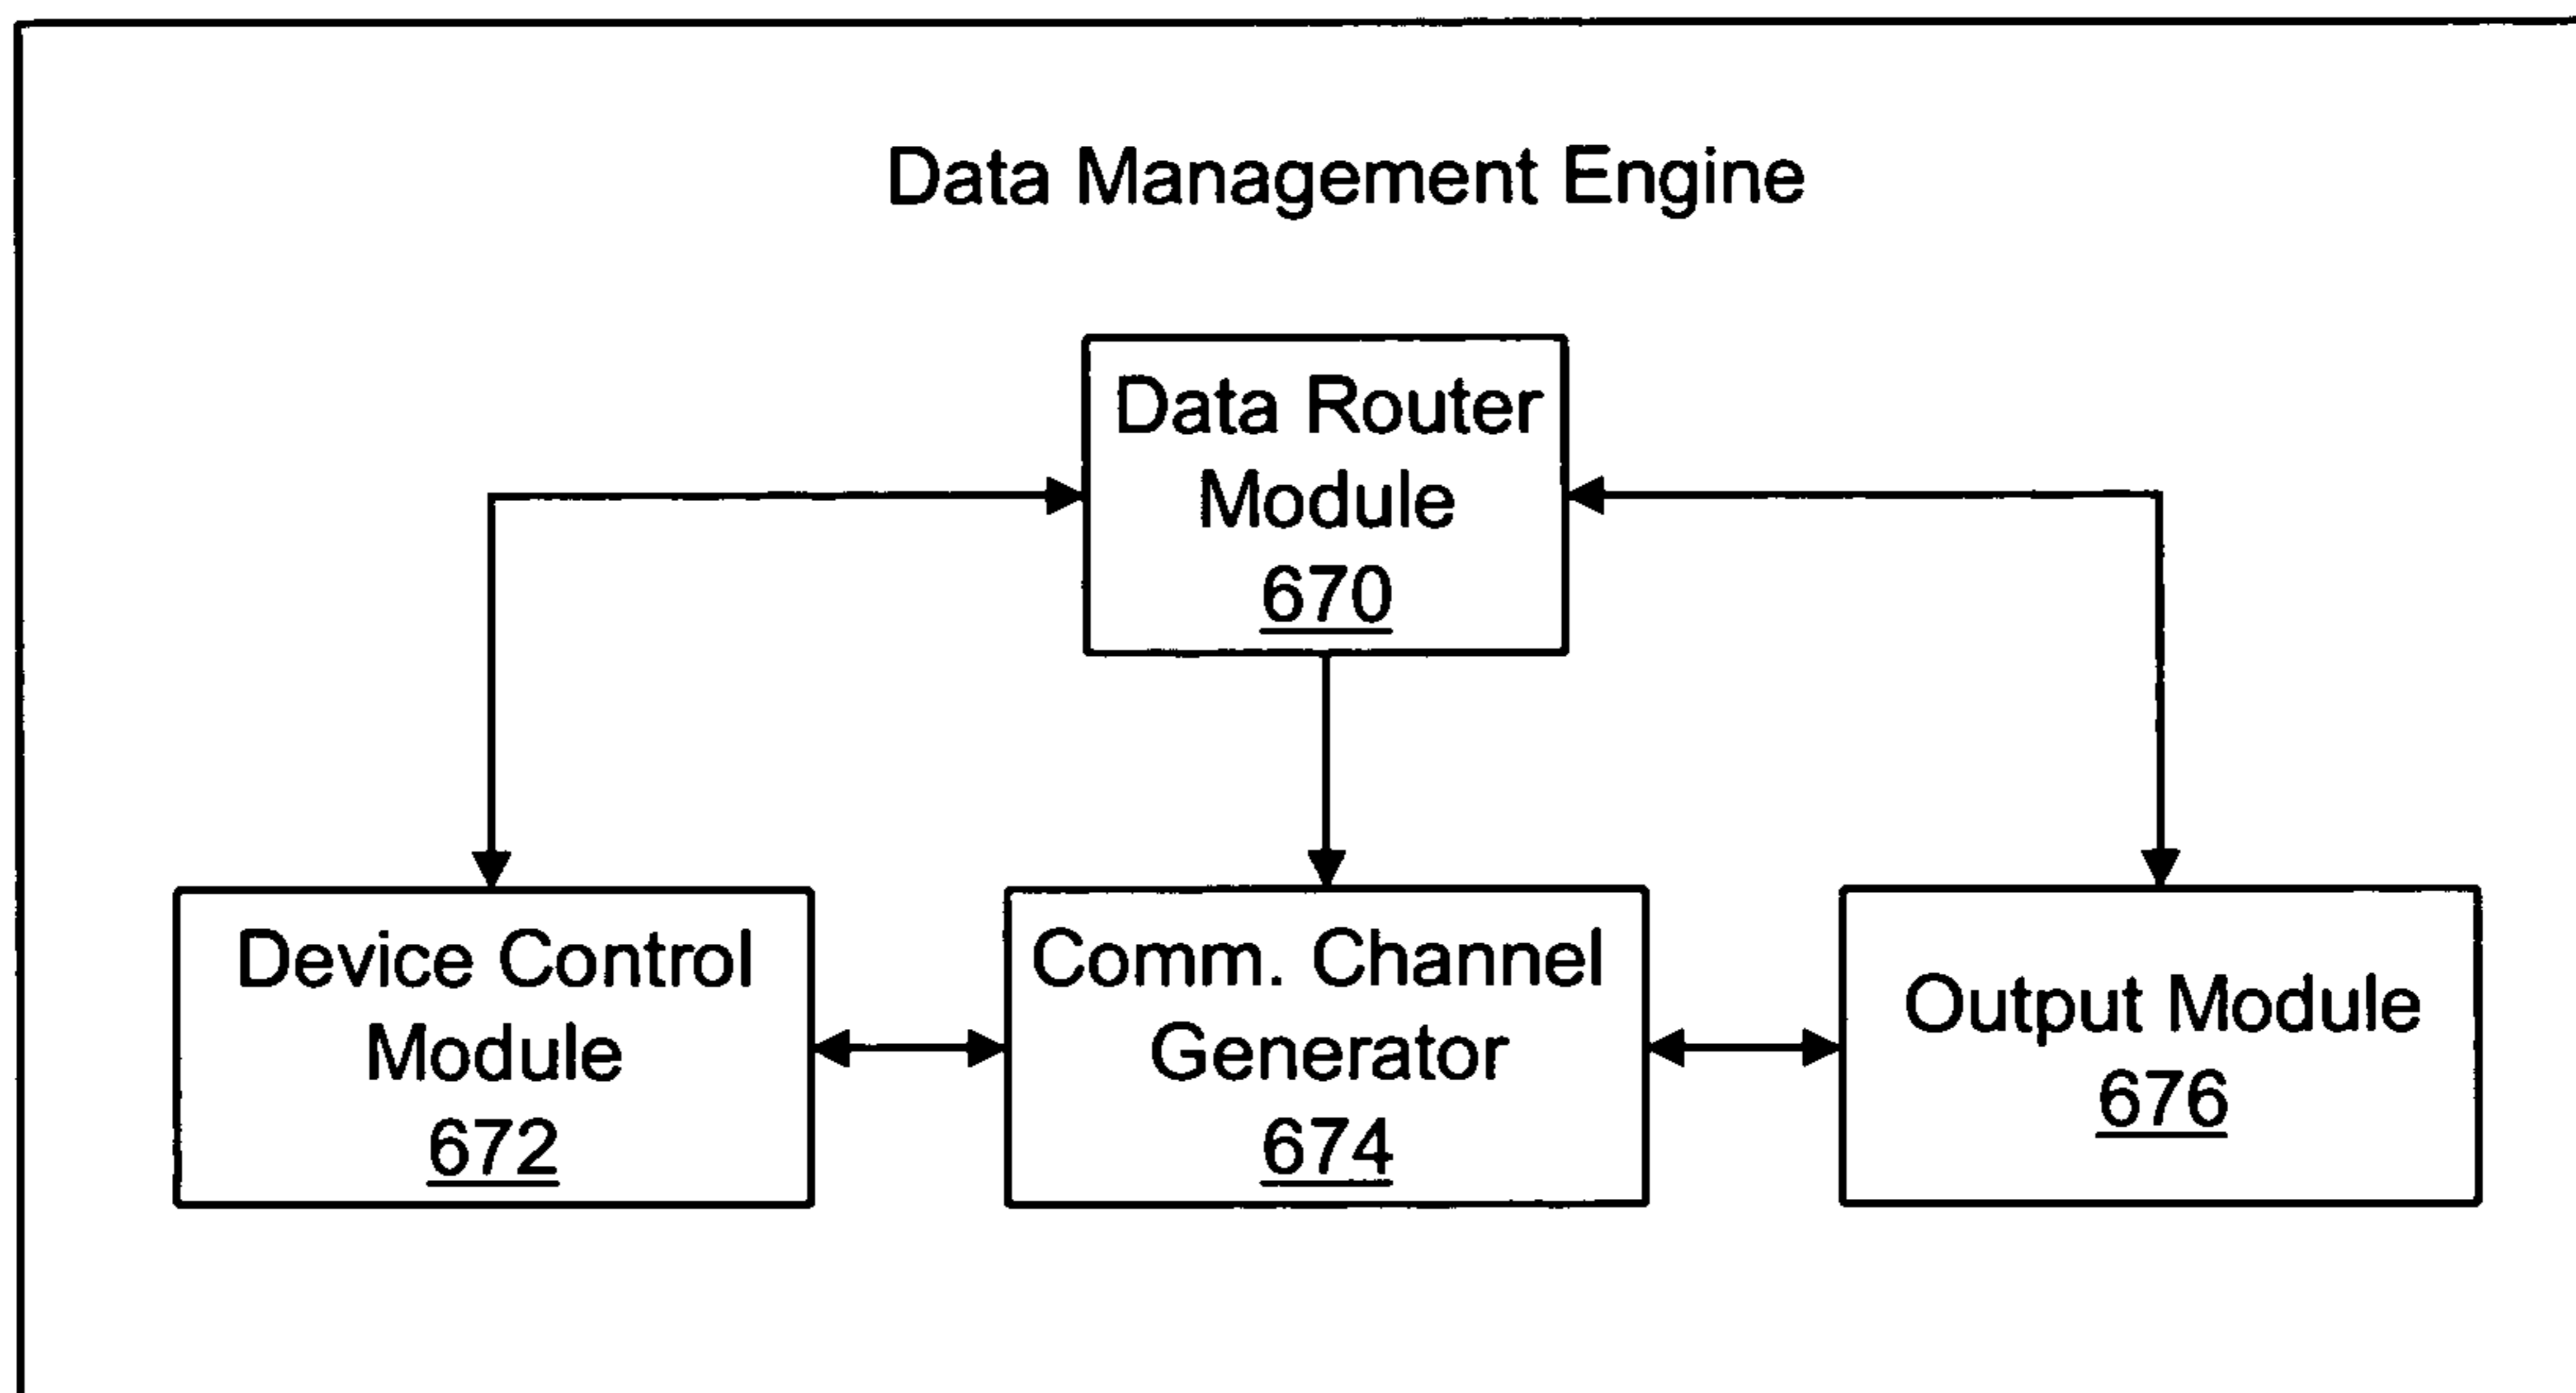 Data Management Engine
Data Router
Module
670
Device Control
Module
672
Comm. Channel
Generator
674
Output Module
676